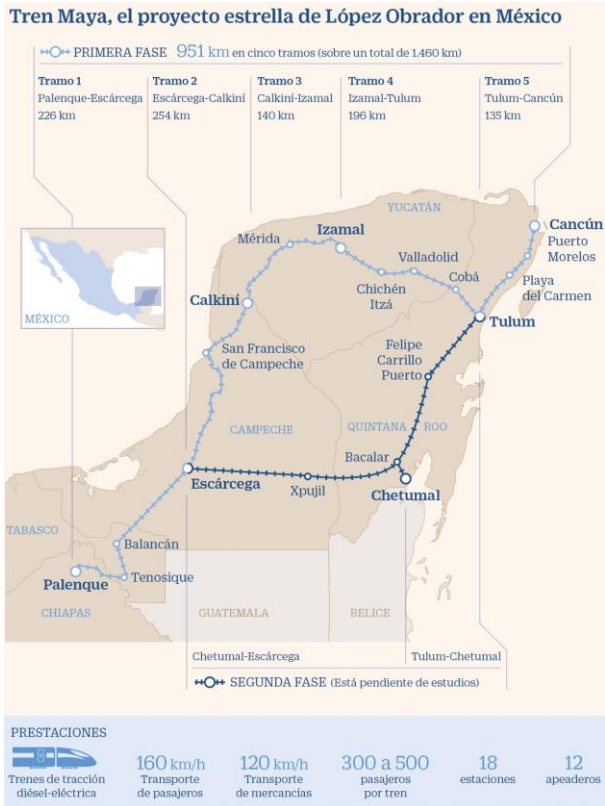 Tren Maya, el proyecto estrella de López Obrador en México
PRIMERA FASE 951 km en cinco tramos (sobre un total de 1.460 km)
Tramo 1
Palenque-Escárcega
226 km
Tramo 2
Escárcega-Calkiní
254 km
Tramo 3
Calkiní-Izamal
140 km
Tramo 4
Izamal-Tulum
196 km
Tramo 5
Tulum-Cancún
135 km
YUCATÁN
Cancún
Puerto
Morelos
Izamal
Mérida
Valladolid
Cobá
Chichén
Itzá
Playa
del Carmen
MÉXICO
Calkiní
Tulum
San Francisco
de Campeche
Felipe
Carrillo
Puerto
CAMPECHE
QUINTANA ROO
Bacalar
Escárcega
Xpujil
Chetumal
TABASCO
Balancán
Palenque
Tenosique
CHIAPAS
GUATEMALA
BELICE
Chetumal-Escárcega
Tulum-Chetumal
SEGUNDA FASE (Está pendiente de estudios)
PRESTACIONES
Trenes de tracción
diésel-eléctrica
160 km/h
Transporte
de pasajeros
120 km/h
Transporte
de mercancías
300 a 500
pasajeros
por tren
18
estaciones
12
apeaderos